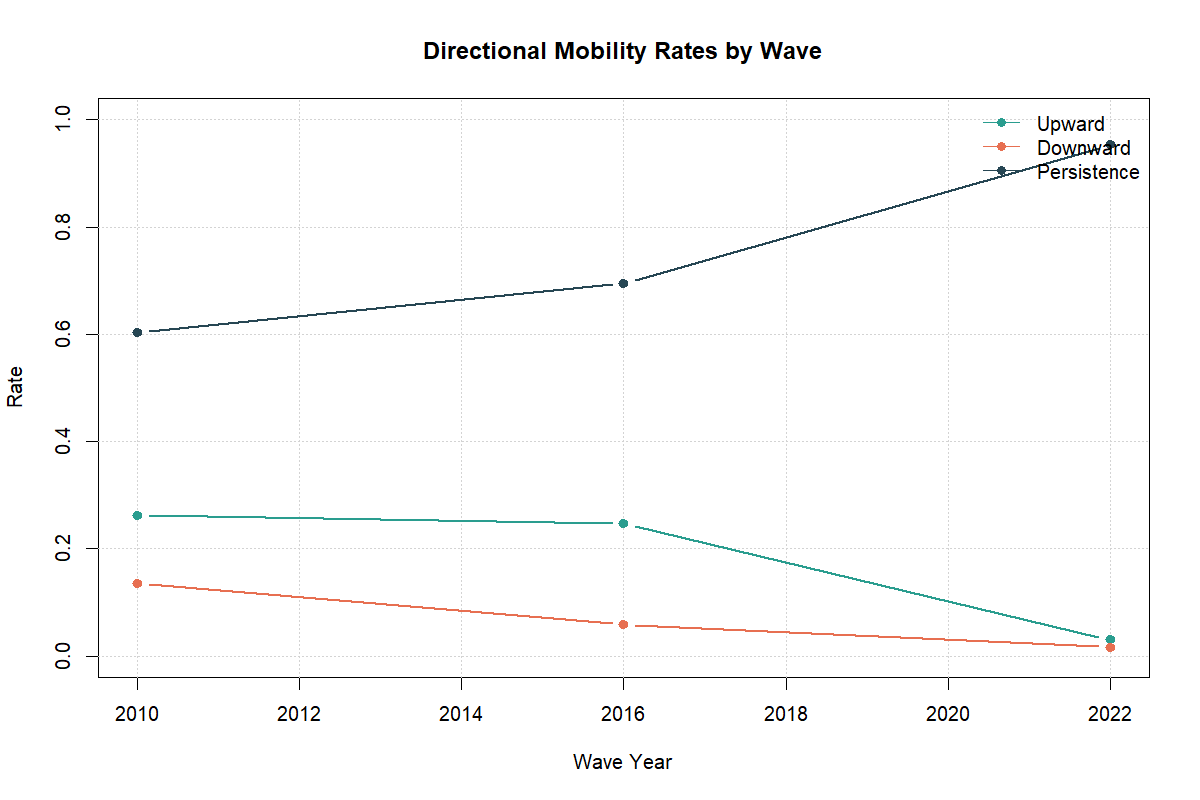 Directional Mobility Rates by Wave
1.0
0.8
0.6
0.4
0.2
0.0
Rate
Upward
Downward
Persistence
2010 2012 2014 2016 2018 2020 2022
Wave Year